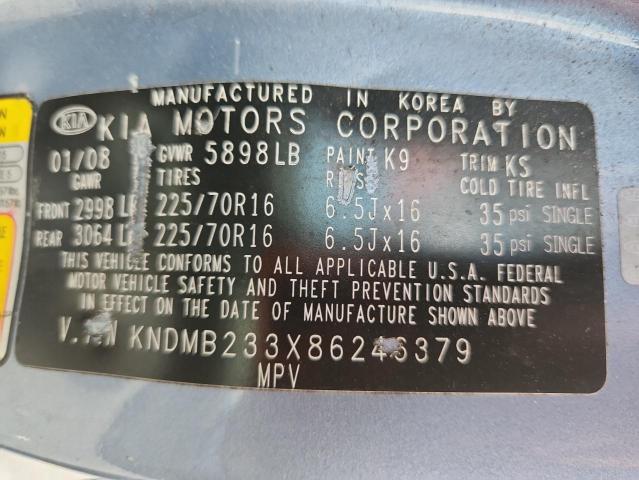 MANUFACTURED IN KOREA BY
KIA KIA MOTORS CORPORATION
01/08 GVWR 5898LB PAINT K9 TRIM KS
GAWR TIRES RIMS COLD TIRE INFL
FRONT 2998LB 225/70R16 6.5Jx16 35 psi SINGLE
REAR 3064LB 225/70R16 6.5Jx16 35 psi SINGLE
THIS VEHICLE CONFORMS TO ALL APPLICABLE U.S.A. FEDERAL
MOTOR VEHICLE SAFETY AND THEFT PREVENTION STANDARDS
IN EFFECT ON THE DATE OF MANUFACTURE SHOWN ABOVE
V.I.N
MPV